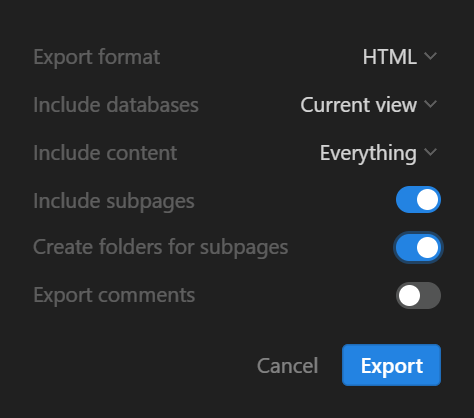 Export format HTML
Include databases Current view
Include content Everything
Include subpages
Create folders for subpages
Export comments
Cancel Export